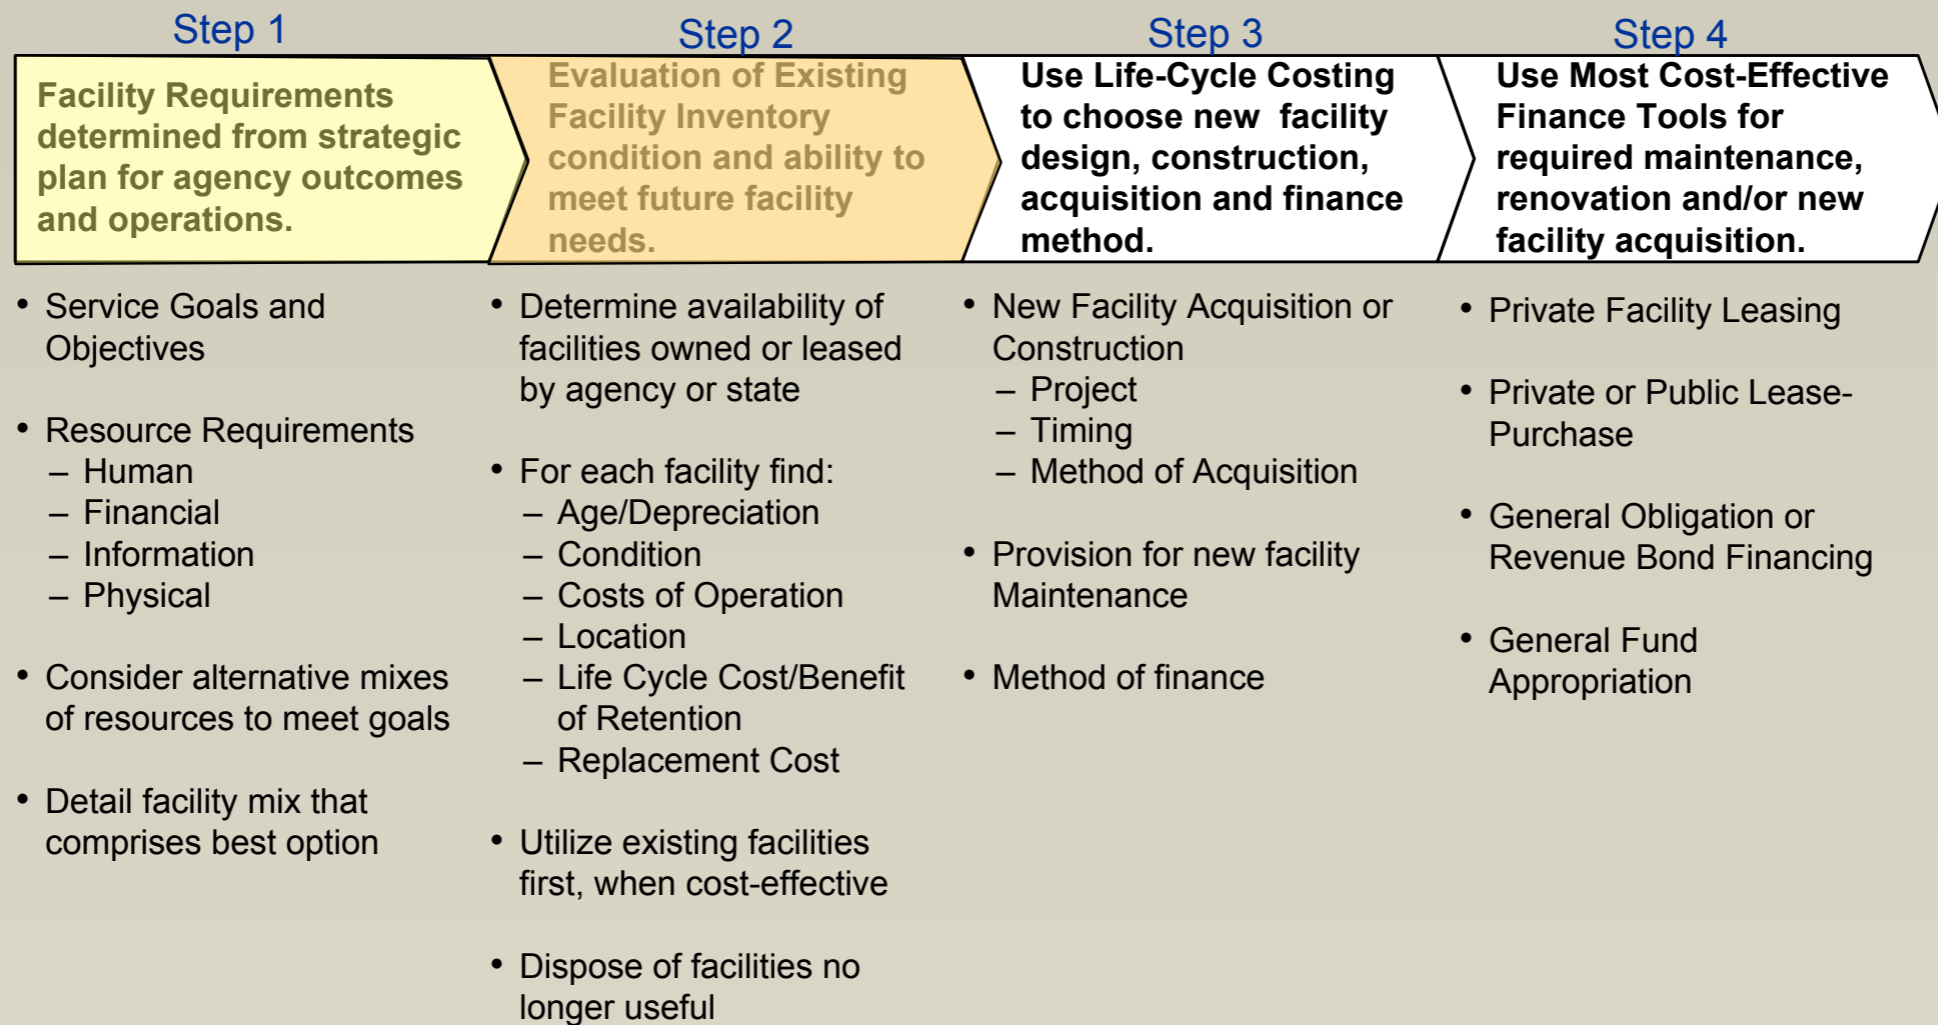 Step 1
Facility Requirements
determined from strategic
plan for agency outcomes
and operations.
• Service Goals and
Objectives
• Resource Requirements
– Human
– Financial
– Information
– Physical
• Consider alternative mixes
of resources to meet goals
• Detail facility mix that
comprises best option
Step 2
Evaluation of Existing
Facility Inventory
condition and ability to
meet future facility
needs.
• Determine availability of
facilities owned or leased
by agency or state
• For each facility find:
– Age/Depreciation
– Condition
– Costs of Operation
– Location
– Life Cycle Cost/Benefit
of Retention
– Replacement Cost
• Utilize existing facilities
first, when cost-effective
• Dispose of facilities no
longer useful
Step 3
Use Life-Cycle Costing
to choose new facility
design, construction,
acquisition and finance
method.
• New Facility Acquisition or
Construction
– Project
– Timing
– Method of Acquisition
• Provision for new facility
Maintenance
• Method of finance
Step 4
Use Most Cost-Effective
Finance Tools for
required maintenance,
renovation and/or new
facility acquisition.
• Private Facility Leasing
• Private or Public Lease-
Purchase
• General Obligation or
Revenue Bond Financing
• General Fund
Appropriation